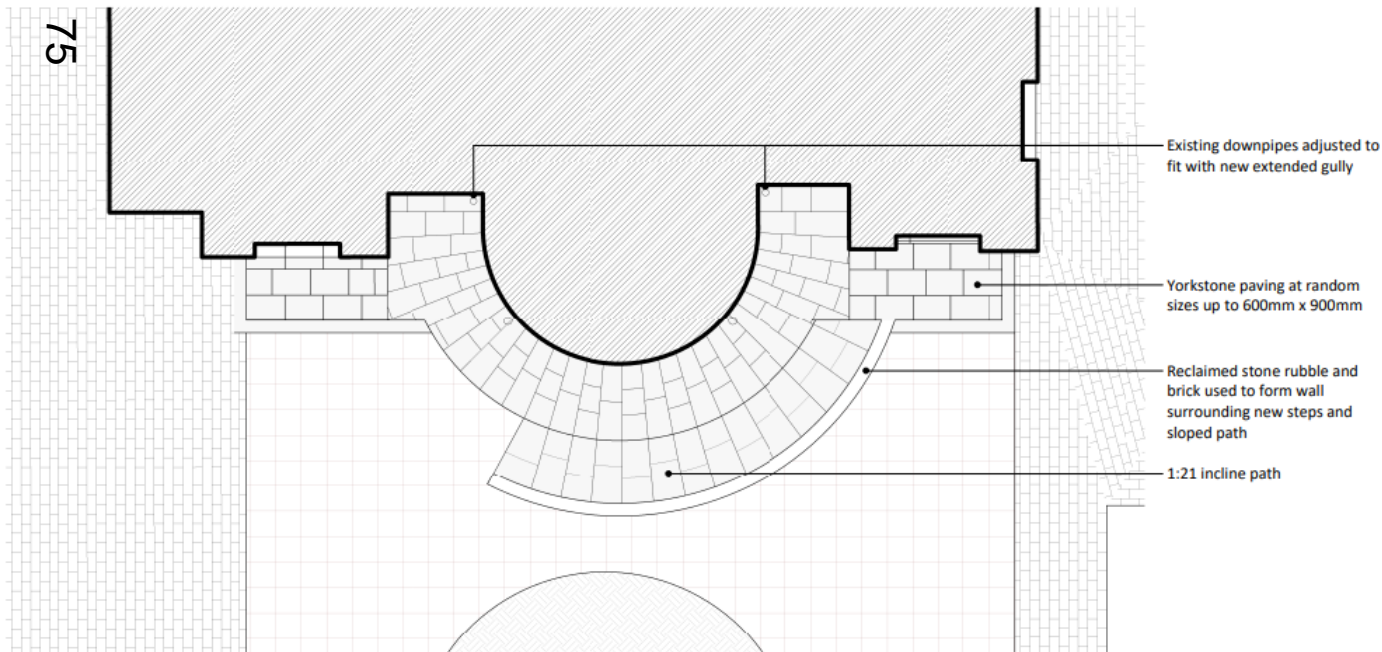 75
Existing downpipes adjusted to
fit with new extended gully
Yorkstone paving at random
sizes up to 600mm x 900mm
Reclaimed stone rubble and
brick used to form wall
surrounding new steps and
sloped path
1:21 incline path